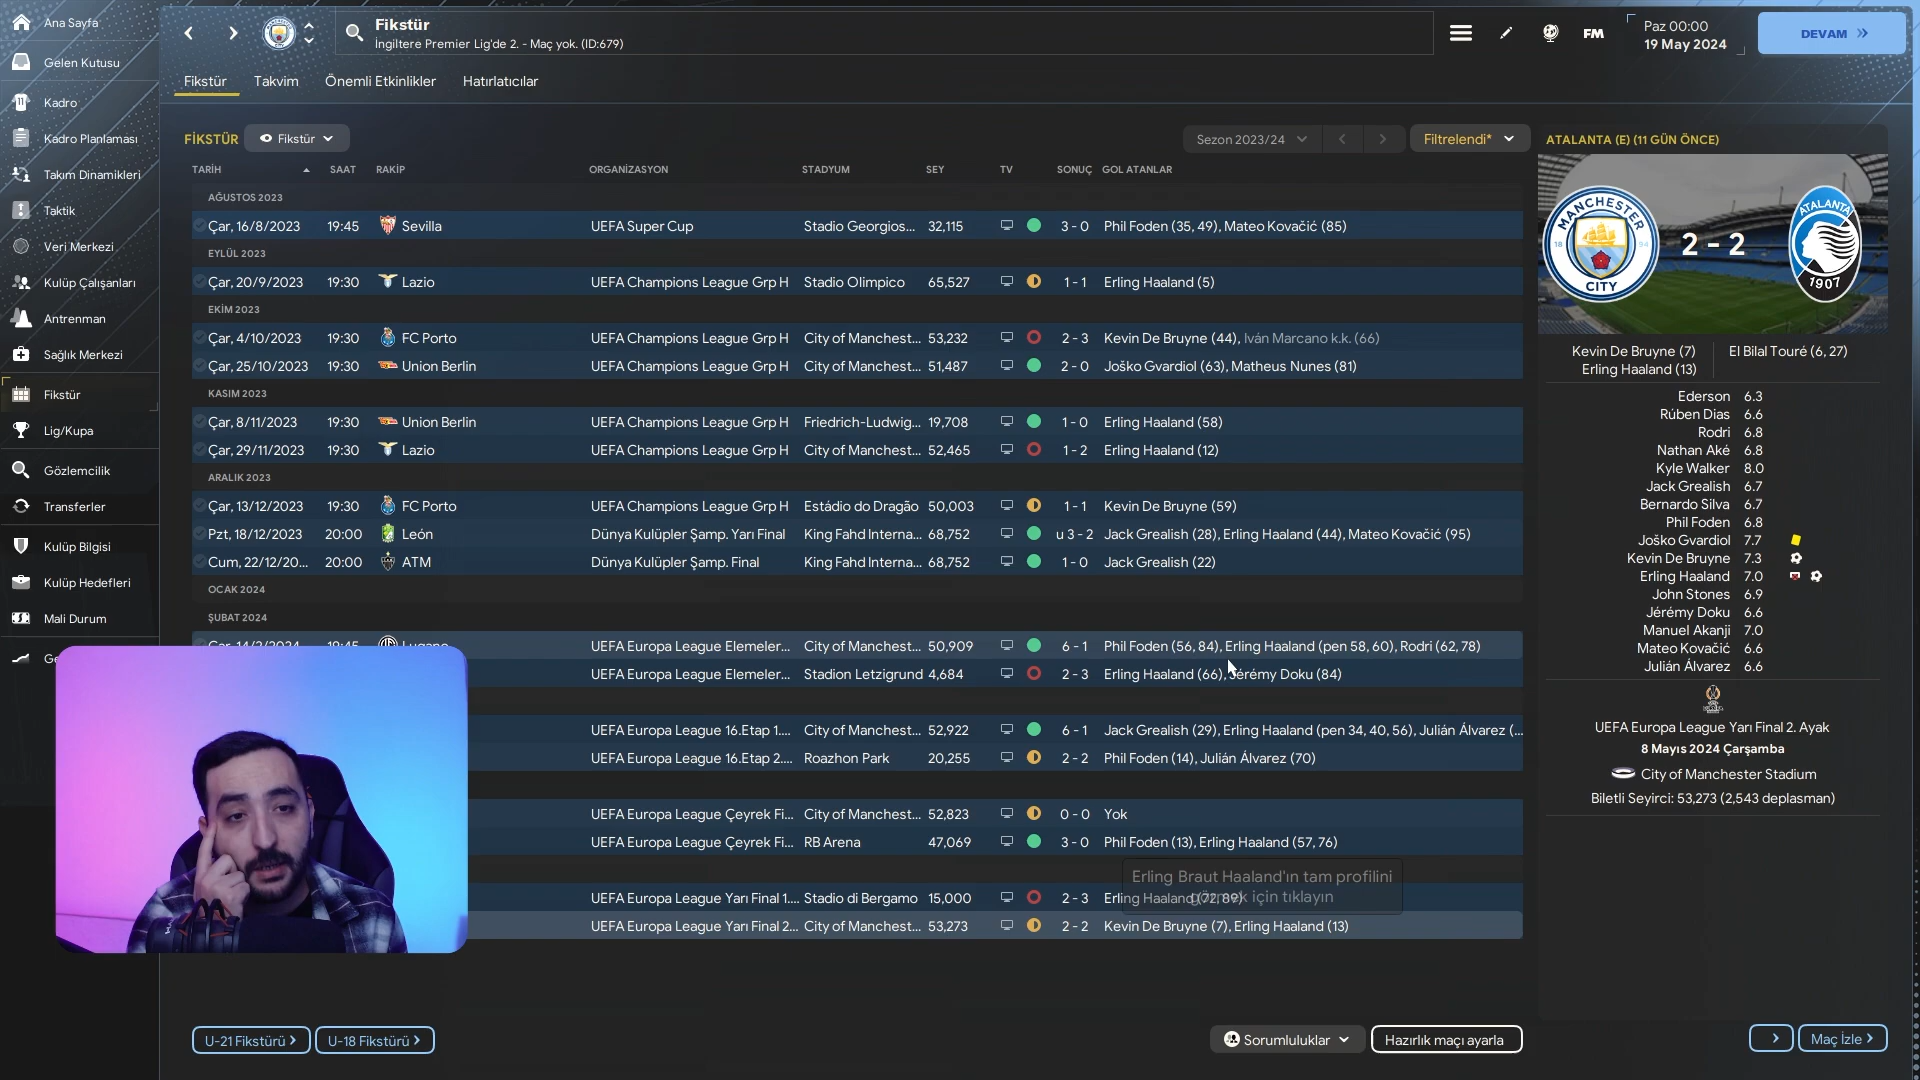 Ana Sayfa
Gelen Kutusu
Kadro
Kadro Planlaması
Takım Dinamikleri
Taktik
Veri Merkezi
Kulüp Çalışanları
Antrenman
Sağlık Merkezi
Fikstür
Lig/Kupa
Gözlemcilik
Transferler
Kulüp Bilgisi
Kulüp Hedefleri
Mali Durum
Fikstür
İngiltere Premier Lig'de 2. - Maç yok. (ID:679)
FM
Paz 00:00
19 May 2024
DEVAM
Fikstür Takvim Önemli Etkinlikler Hatırlatıcılar
FİKSTÜR Fikstür Sezon 2023/24 Filtrelendi*
TARİH SAAT RAKİP ORGANİZASYON STADYUM SEY TV SONUÇ GOL ATANLAR
AĞUSTOS 2023
Çar, 16/8/2023 19:45 Sevilla UEFA Super Cup Stadio Georgios... 32,115 3 - 0 Phil Foden (35, 49), Mateo Kovačić (85)
EYLÜL 2023
Çar, 20/9/2023 19:30 Lazio UEFA Champions League Grp H Stadio Olimpico 65,527 1 - 1 Erling Haaland (5)
EKİM 2023
Çar, 4/10/2023 19:30 FC Porto UEFA Champions League Grp H City of Manchest... 53,232 2 - 3 Kevin De Bruyne (44), Iván Marcano k.k. (66)
Çar, 25/10/2023 19:30 Union Berlin UEFA Champions League Grp H City of Manchest... 51,487 2 - 0 Joško Gvardiol (63), Matheus Nunes (81)
KASIM 2023
Çar, 8/11/2023 19:30 Union Berlin UEFA Champions League Grp H Friedrich-Ludwig... 19,708 1 - 0 Erling Haaland (58)
Çar, 29/11/2023 19:30 Lazio UEFA Champions League Grp H City of Manchest... 52,465 1 - 2 Erling Haaland (12)
ARALIK 2023
Çar, 13/12/2023 19:30 FC Porto UEFA Champions League Grp H Estádio do Dragão 50,003 1 - 1 Kevin De Bruyne (59)
Pzt, 18/12/2023 20:00 León Dünya Kulüpler Şamp. Yarı Final King Fahd Interna... 68,752 u 3 - 2 Jack Grealish (28), Erling Haaland (44), Mateo Kovačić (95)
Cum, 22/12/20... 20:00 ATM Dünya Kulüpler Şamp. Final King Fahd Interna... 68,752 1 - 0 Jack Grealish (22)
OCAK 2024
ŞUBAT 2024
Çar, 14/2/2024 19:45 Lugano UEFA Europa League Elemeler... City of Manchest... 50,909 6 - 1 Phil Foden (56, 84), Erling Haaland (pen 58, 60), Rodri (62, 78)
UEFA Europa League Elemeler... Stadion Letzigrund 4,684 2 - 3 Erling Haaland (66), Jérémy Doku (84)
UEFA Europa League 16.Etap 1.... City of Manchest... 52,922 6 - 1 Jack Grealish (29), Erling Haaland (pen 34, 40, 56), Julián Álvarez (...
UEFA Europa League 16.Etap 2.... Roazhon Park 20,255 2 - 2 Phil Foden (14), Julián Álvarez (70)
UEFA Europa League Çeyrek Fi... City of Manchest... 52,823 0 - 0 Yok
UEFA Europa League Çeyrek Fi... RB Arena 47,069 3 - 0 Phil Foden (13), Erling Haaland (57, 76)
Erling Braut Haaland'ın tam profilini
görmek için tıklayın
UEFA Europa League Yarı Final 1.... Stadio di Bergamo 15,000 2 - 3 Erling Haaland (72, 89)
UEFA Europa League Yarı Final 2... City of Manchest... 53,273 2 - 2 Kevin De Bruyne (7), Erling Haaland (13)
U-21 Fikstürü U-18 Fikstürü Sorumluluklar Hazırlık maçı ayarla
ATALANTA (E) (11 GÜN ÖNCE)
MANCHESTER
18 94
CITY
2 - 2
ATALANTA
1907
Kevin De Bruyne (7) El Bilal Touré (6, 27)
Erling Haaland (13)
Ederson 6.3
Rúben Dias 6.6
Rodri 6.8
Nathan Aké 6.8
Kyle Walker 8.0
Jack Grealish 6.7
Bernardo Silva 6.7
Phil Foden 6.8
Joško Gvardiol 7.7
Kevin De Bruyne 7.3
Erling Haaland 7.0
John Stones 6.9
Jérémy Doku 6.6
Manuel Akanji 7.0
Mateo Kovačić 6.6
Julián Álvarez 6.6
UEFA Europa League Yarı Final 2. Ayak
8 Mayıs 2024 Çarşamba
City of Manchester Stadium
Biletli Seyirci: 53,273 (2,543 deplasman)
Maç İzle